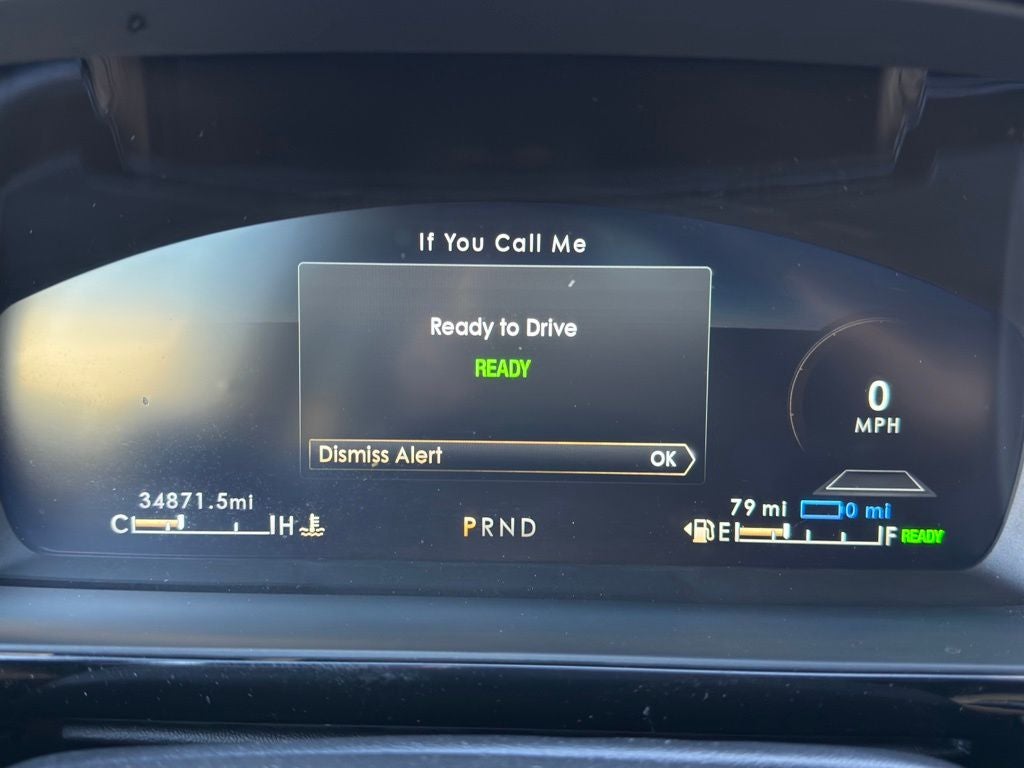 If You Call Me
Ready to Drive
READY
Dismiss Alert OK
0
MPH
34871.5mi
79 mi 0 mi
C H
PRND
E F READY